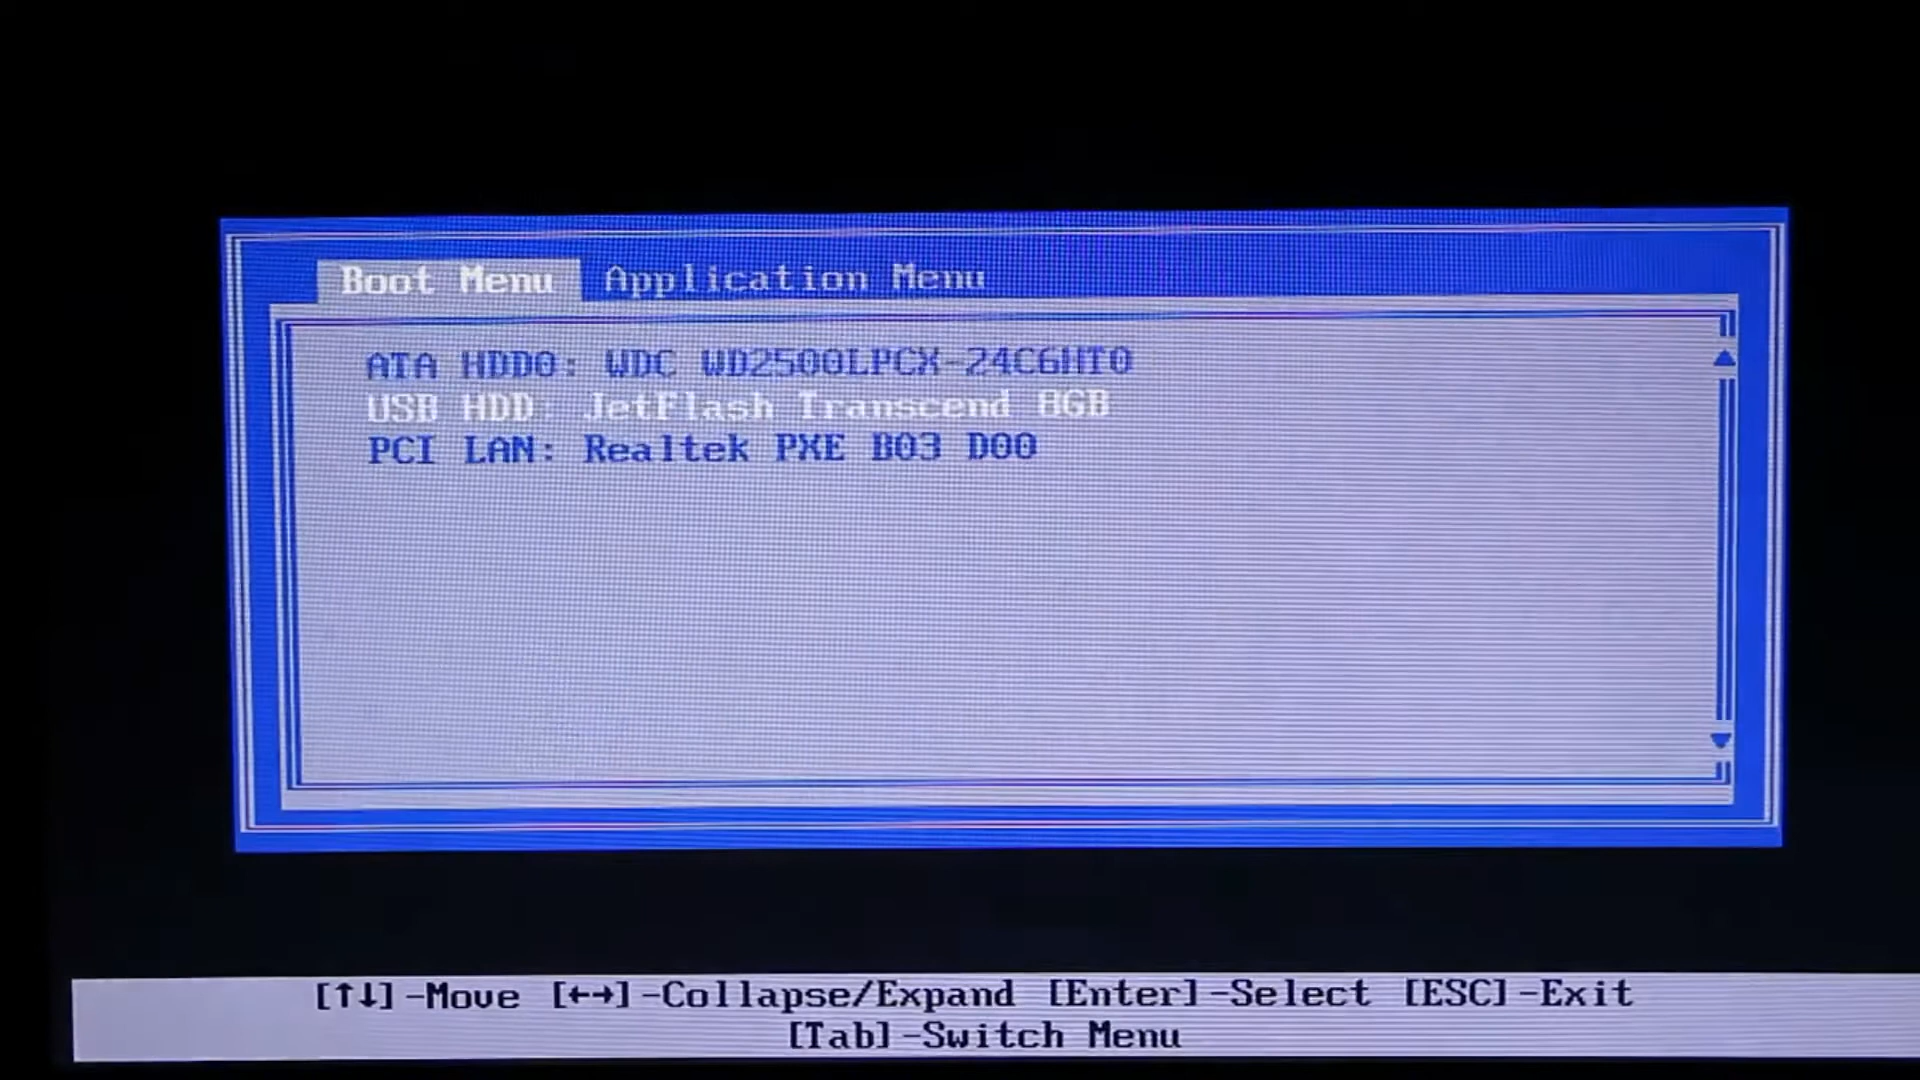 Boot Menu Application Menu
ATA HDD0: WDC WD2500LPCX-24C6HT0
USB HDD: JetFlash Transcend 8GB
PCI LAN: Realtek PXE B03 D00
[↑↓]-Move [←→]-Collapse/Expand [Enter]-Select [ESC]-Exit
[Tab]-Switch Menu